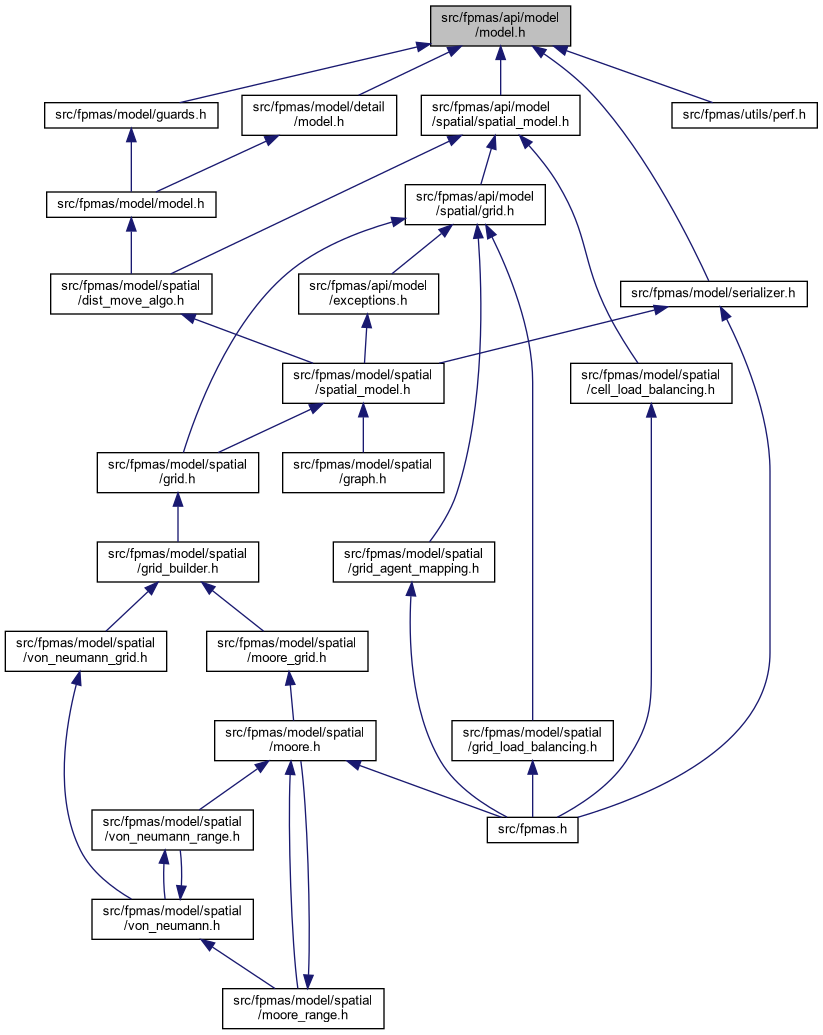 src/fpmas/api/model
/model.h
src/fpmas/model/guards.h
src/fpmas/model/detail
/model.h
src/fpmas/api/model
/spatial/spatial_model.h
src/fpmas/utils/perf.h
src/fpmas/model/model.h
src/fpmas/api/model
/spatial/grid.h
src/fpmas/model/spatial
/dist_move_algo.h
src/fpmas/api/model
/exceptions.h
src/fpmas/model/serializer.h
src/fpmas/model/spatial
/spatial_model.h
src/fpmas/model/spatial
/cell_load_balancing.h
src/fpmas/model/spatial
/grid.h
src/fpmas/model/spatial
/graph.h
src/fpmas/model/spatial
/grid_builder.h
src/fpmas/model/spatial
/grid_agent_mapping.h
src/fpmas/model/spatial
/von_neumann_grid.h
src/fpmas/model/spatial
/moore_grid.h
src/fpmas/model/spatial
/moore.h
src/fpmas/model/spatial
/grid_load_balancing.h
src/fpmas/model/spatial
/von_neumann_range.h
src/fpmas.h
src/fpmas/model/spatial
/von_neumann.h
src/fpmas/model/spatial
/moore_range.h